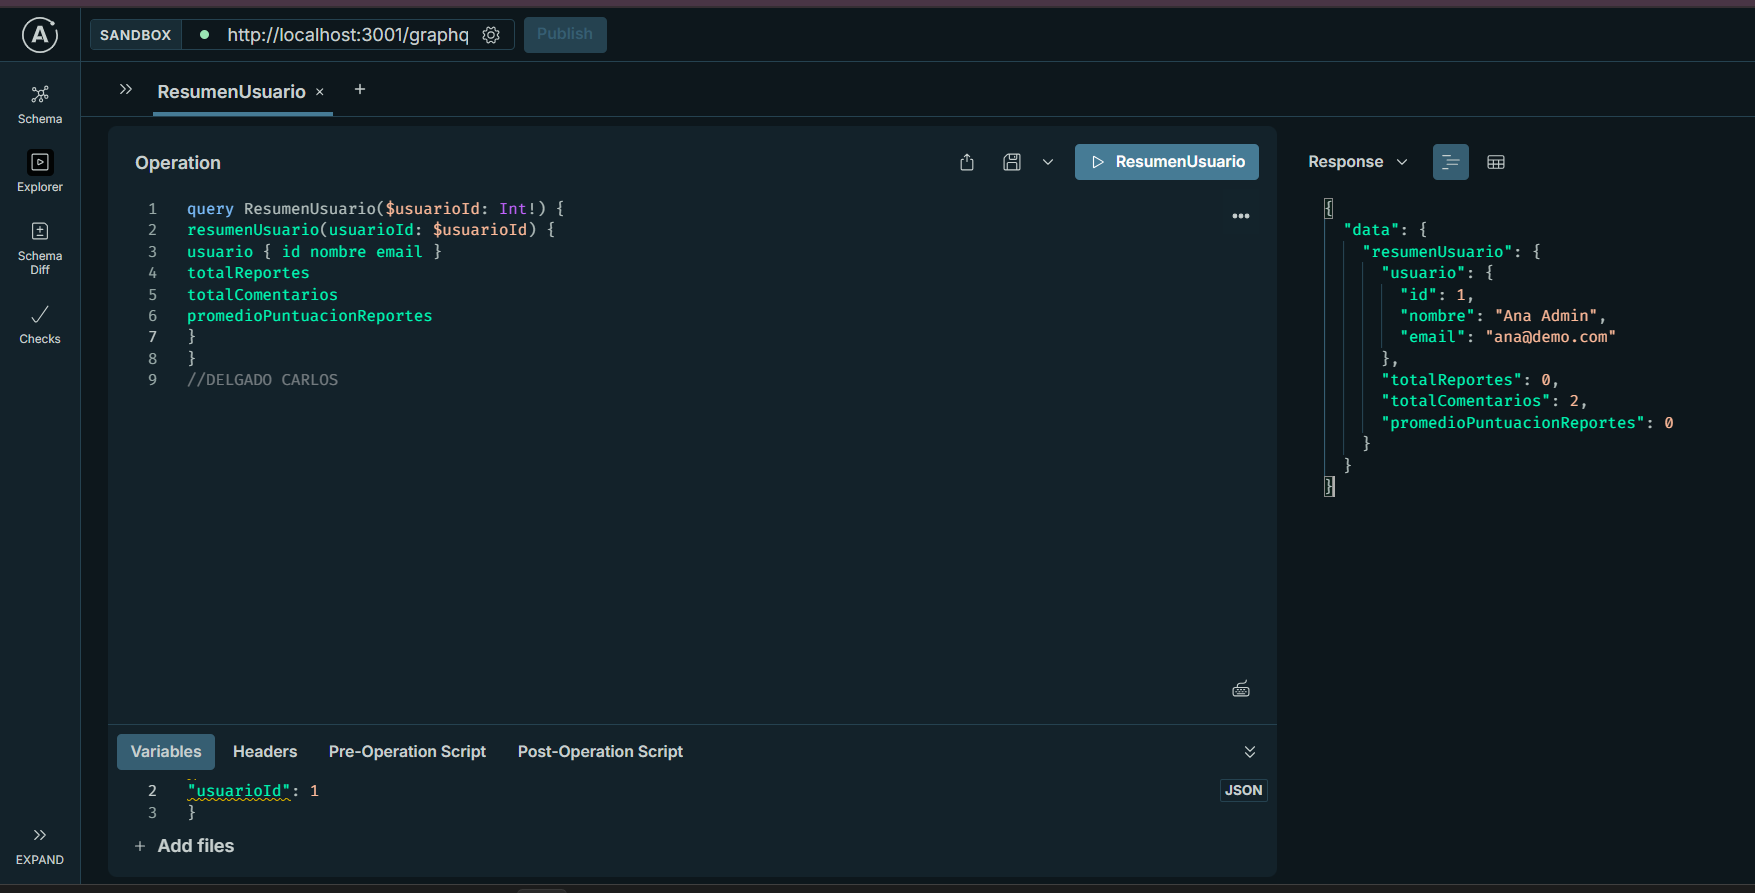 A
SANDBOX
http://localhost:3001/graphq
Publish
Schema
Explorer
Schema
Diff
Checks
EXPAND
ResumenUsuario × +
Operation
ResumenUsuario
1 query ResumenUsuario($usuarioId: Int!) {
2 resumenUsuario(usuarioId: $usuarioId) {
3 usuario { id nombre email }
4 totalReportes
5 totalComentarios
6 promedioPuntuacionReportes
7 }
8 }
9 //DELGADO CARLOS
Variables Headers Pre-Operation Script Post-Operation Script
2 "usuarioId": 1
3 }
JSON
+ Add files
Response
{
"data": {
"resumenUsuario": {
"usuario": {
"id": 1,
"nombre": "Ana Admin",
"email": "ana@demo.com"
},
"totalReportes": 0,
"totalComentarios": 2,
"promedioPuntuacionReportes": 0
}
}
}